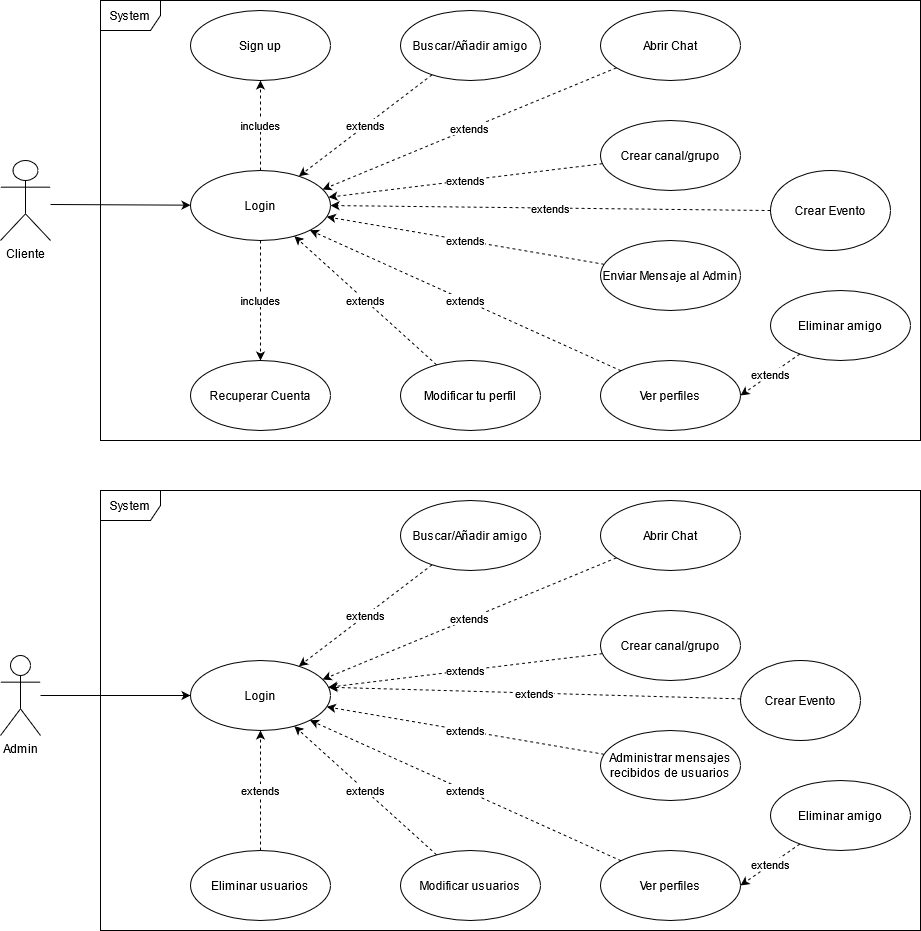 System
Sign up
Buscar/Añadir amigo
Abrir Chat
includes
extends
extends
Crear canal/grupo
extends
Login
extends
Crear Evento
Cliente
extends
Enviar Mensaje al Admin
includes
extends
extends
Eliminar amigo
extends
Recuperar Cuenta
Modificar tu perfil
Ver perfiles
System
Buscar/Añadir amigo
Abrir Chat
extends
extends
Crear canal/grupo
extends
Login
extends
Crear Evento
Admin
extends
Administrar mensajes
recibidos de usuarios
extends
extends
extends
Eliminar amigo
extends
Eliminar usuarios
Modificar usuarios
Ver perfiles